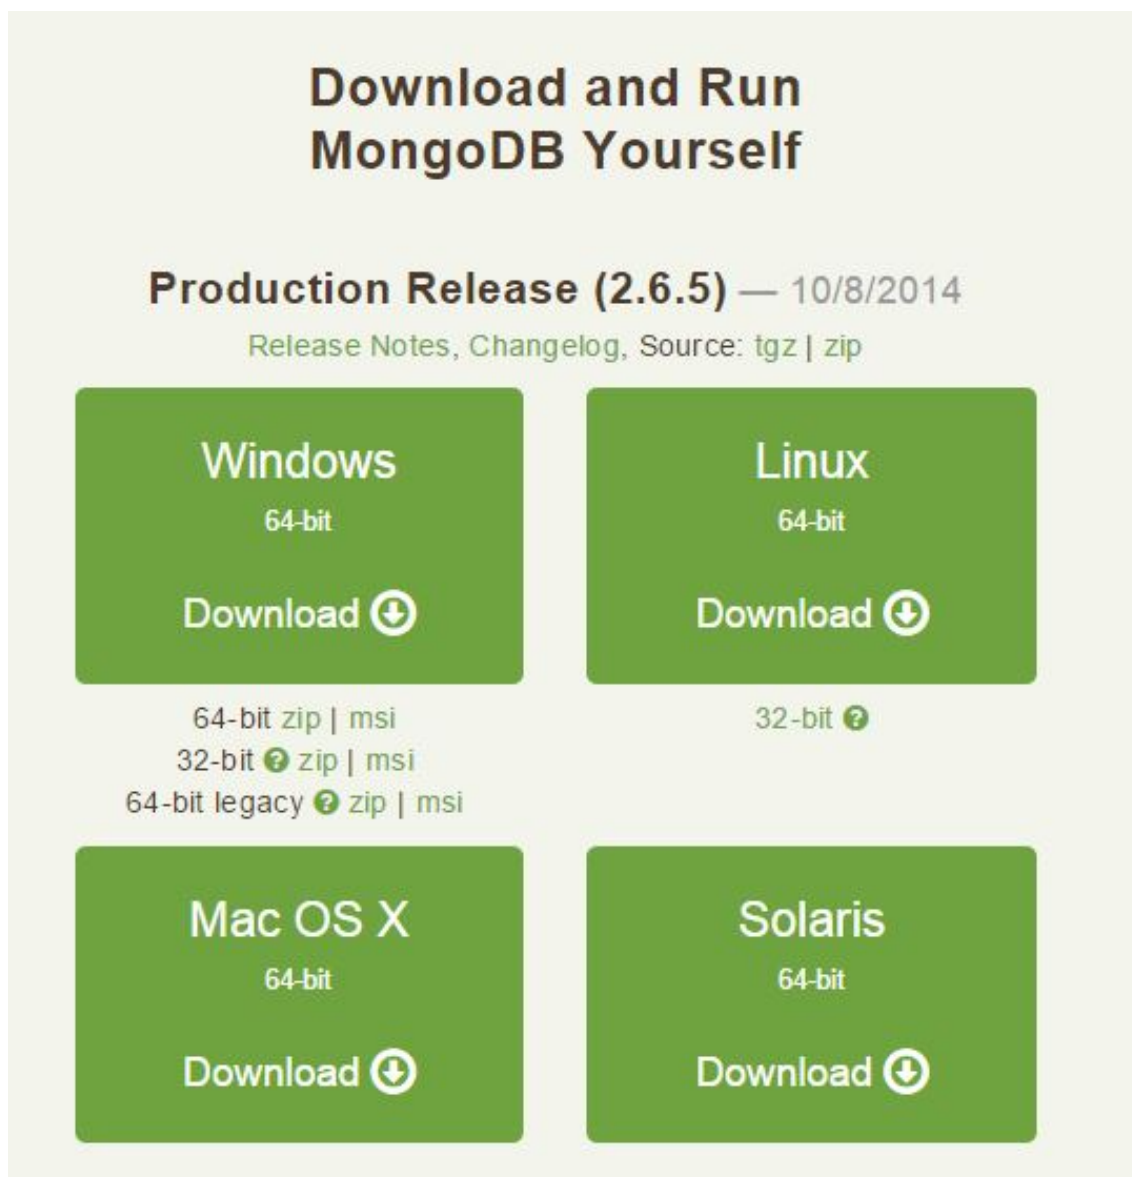 Download and Run
MongoDB Yourself
Production Release (2.6.5) — 10/8/2014
Release Notes, Changelog, Source: tgz | zip
Windows
64-bit
Download
64-bit zip | msi
32-bit ? zip | msi
64-bit legacy ? zip | msi
Linux
64-bit
Download
32-bit ?
Mac OS X
64-bit
Download
Solaris
64-bit
Download